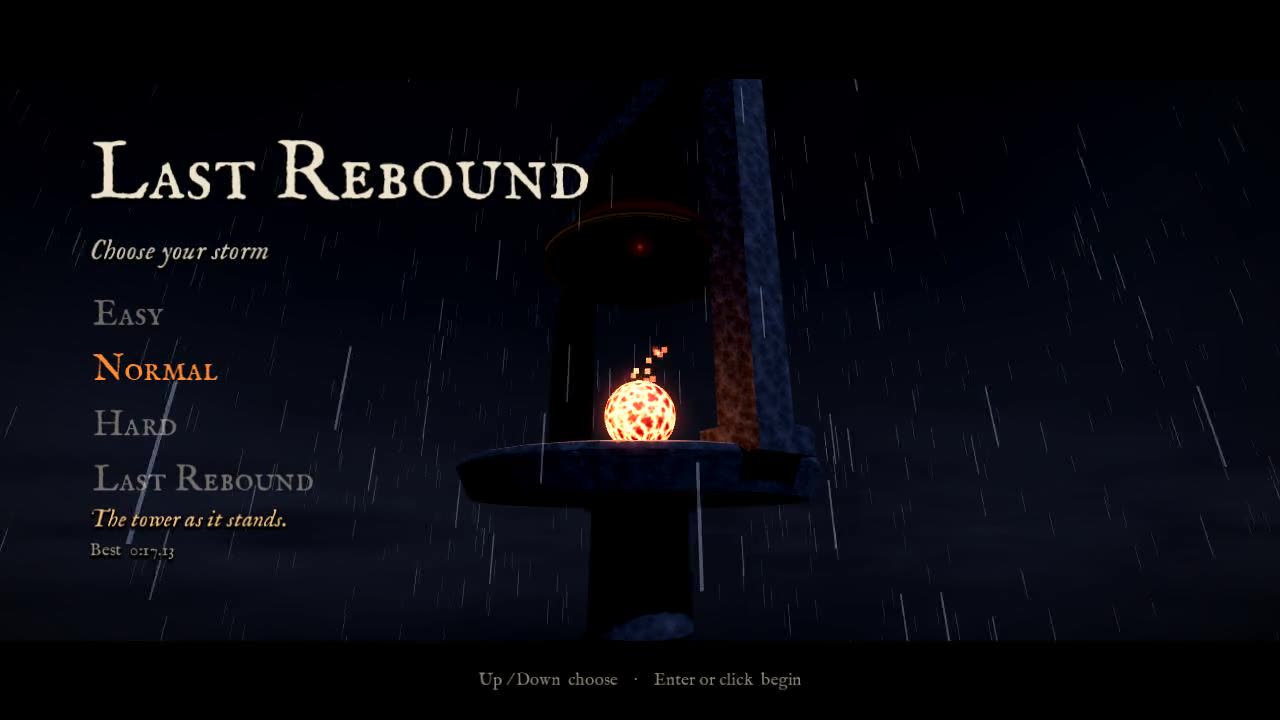 Last Rebound
Choose your storm
Easy
Normal
Hard
Last Rebound
The tower as it stands.
Best 0:17.13
Up / Down choose · Enter or click begin